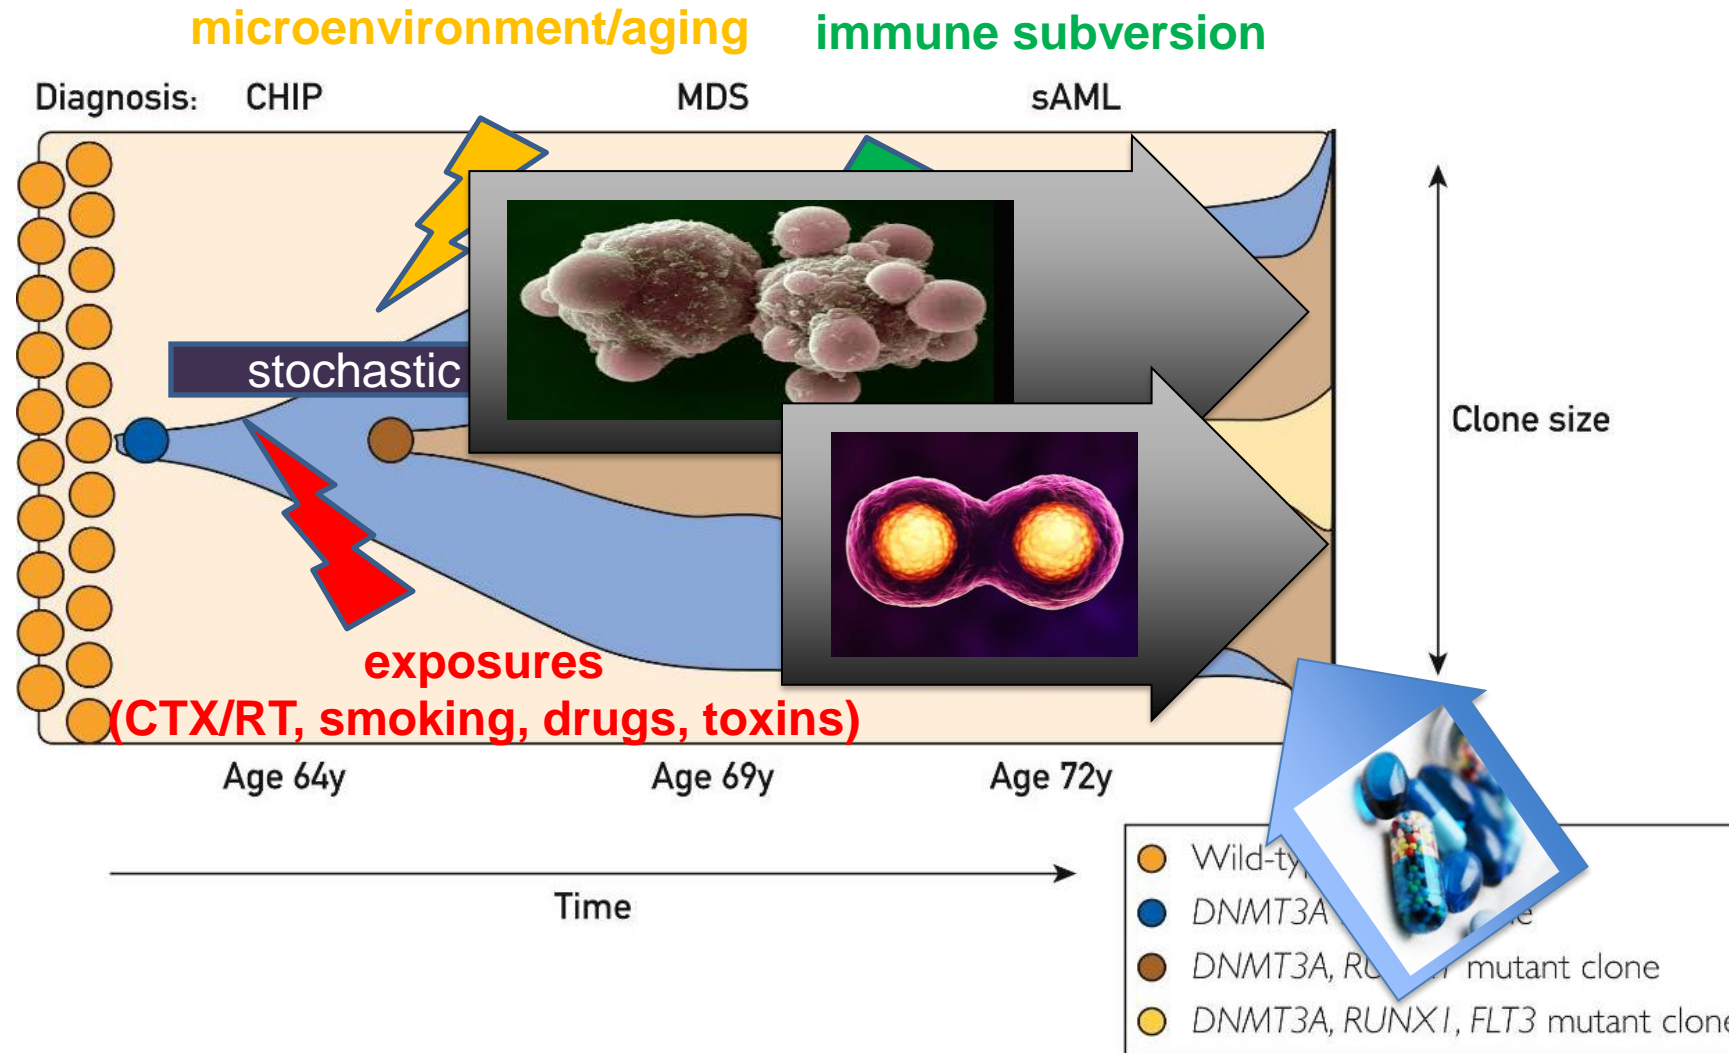 microenvironment/aging
immune subversion
Diagnosis: CHIP MDS sAML
stochastic
Clone size
exposures
(CTX/RT, smoking, drugs, toxins)
Age 64y Age 69y Age 72y
Time
DNMT3A
DNMT3A, mutant clone
DNMT3A, RUNX1, FLT3 mutant clone